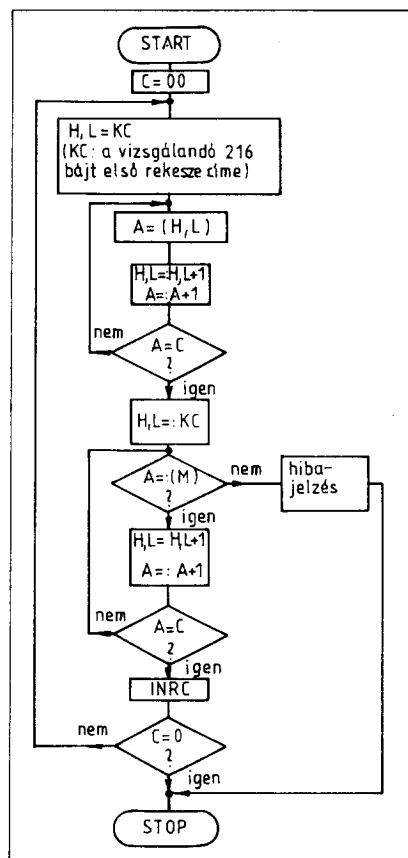 START
C=00
H,L=KC
(KC: a vizsgálandó 216
bájt első rekesze címe)
A=(H,L)
H,L=:H,L+1
A=:A+1
nem
A=C
?
igen
H,L=:KC
A=:(M)
?
nem
hiba-
jelzés
igen
H,L=H,L+1
A=:A+1
nem
A=C
?
igen
INRC
nem
C=0
?
igen
STOP